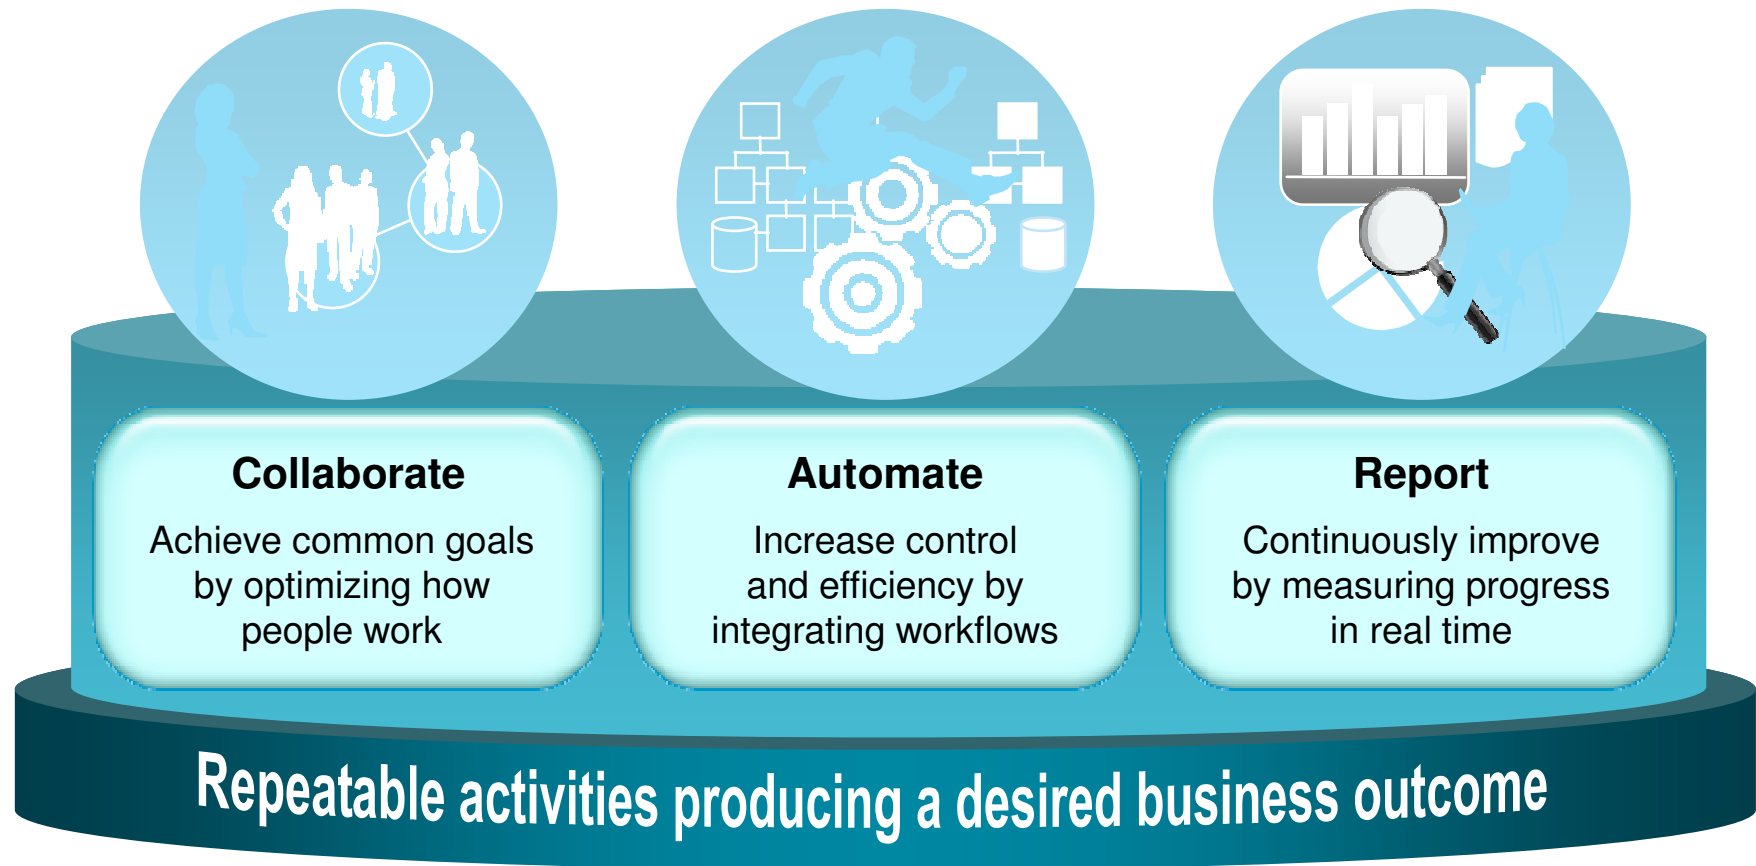 Collaborate
Achieve common goals
by optimizing how
people work
Automate
Increase control
and efficiency by
integrating workflows
Report
Continuously improve
by measuring progress
in real time
Repeatable activities producing a desired business outcome